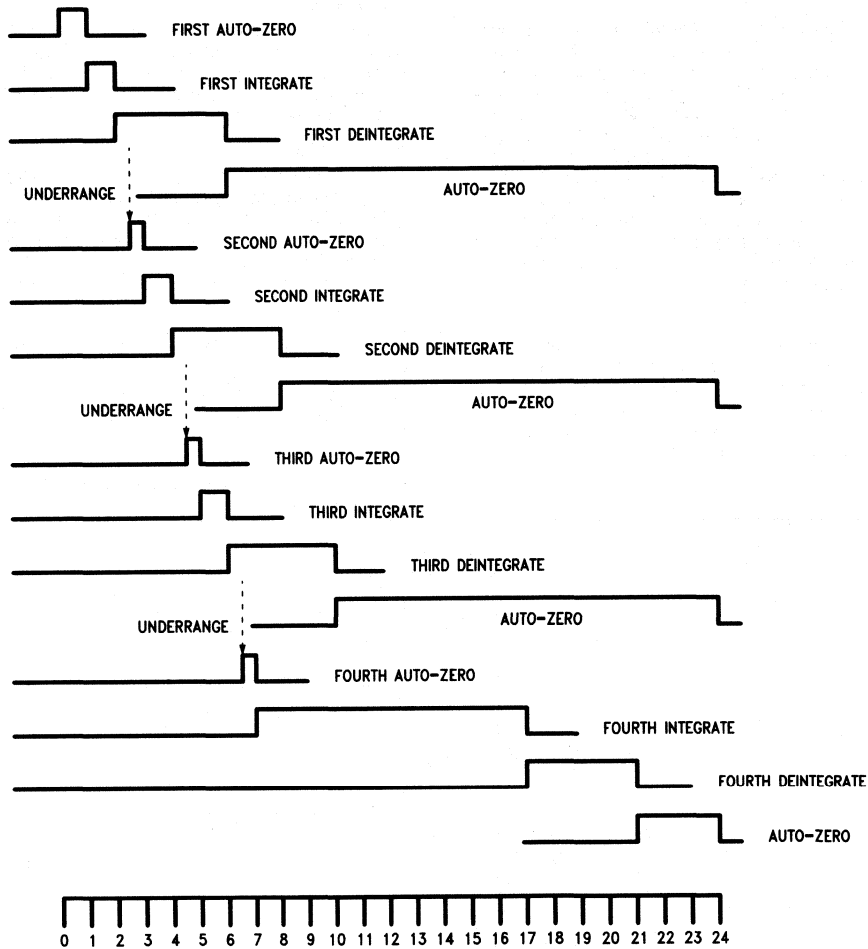 FIRST AUTO-ZERO
FIRST INTEGRATE
FIRST DEINTEGRATE
UNDERRANGE
AUTO-ZERO
SECOND AUTO-ZERO
SECOND INTEGRATE
SECOND DEINTEGRATE
UNDERRANGE
AUTO-ZERO
THIRD AUTO-ZERO
THIRD INTEGRATE
THIRD DEINTEGRATE
UNDERRANGE
AUTO-ZERO
FOURTH AUTO-ZERO
FOURTH INTEGRATE
FOURTH DEINTEGRATE
AUTO-ZERO
0 1 2 3 4 5 6 7 8 9 10 11 12 13 14 15 16 17 18 19 20 21 22 23 24